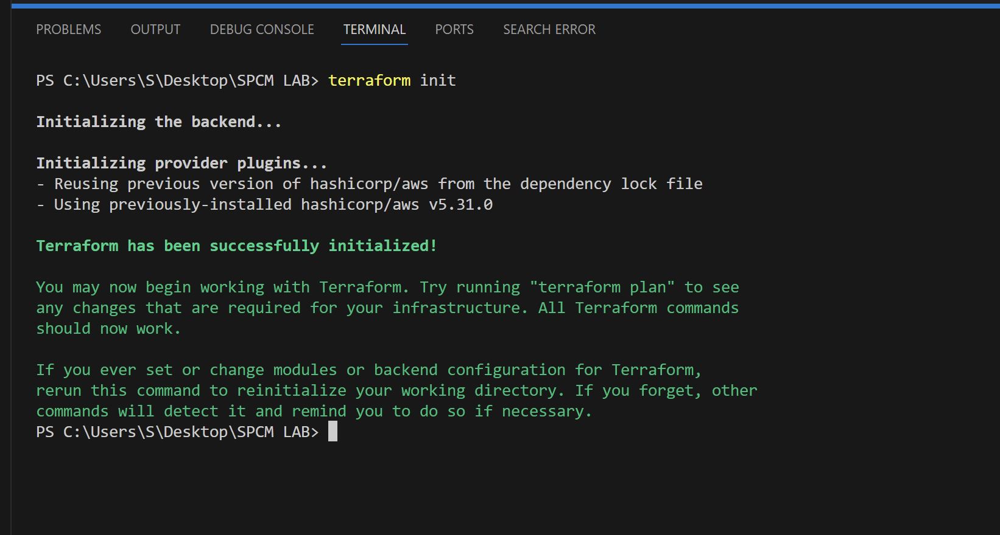 PROBLEMS OUTPUT DEBUG CONSOLE TERMINAL PORTS SEARCH ERROR
PS C:\Users\S\Desktop\SPCM LAB> terraform init
Initializing the backend...
Initializing provider plugins...
- Reusing previous version of hashicorp/aws from the dependency lock file
- Using previously-installed hashicorp/aws v5.31.0
Terraform has been successfully initialized!
You may now begin working with Terraform. Try running "terraform plan" to see
any changes that are required for your infrastructure. All Terraform commands
should now work.
If you ever set or change modules or backend configuration for Terraform,
rerun this command to reinitialize your working directory. If you forget, other
commands will detect it and remind you to do so if necessary.
PS C:\Users\S\Desktop\SPCM LAB>